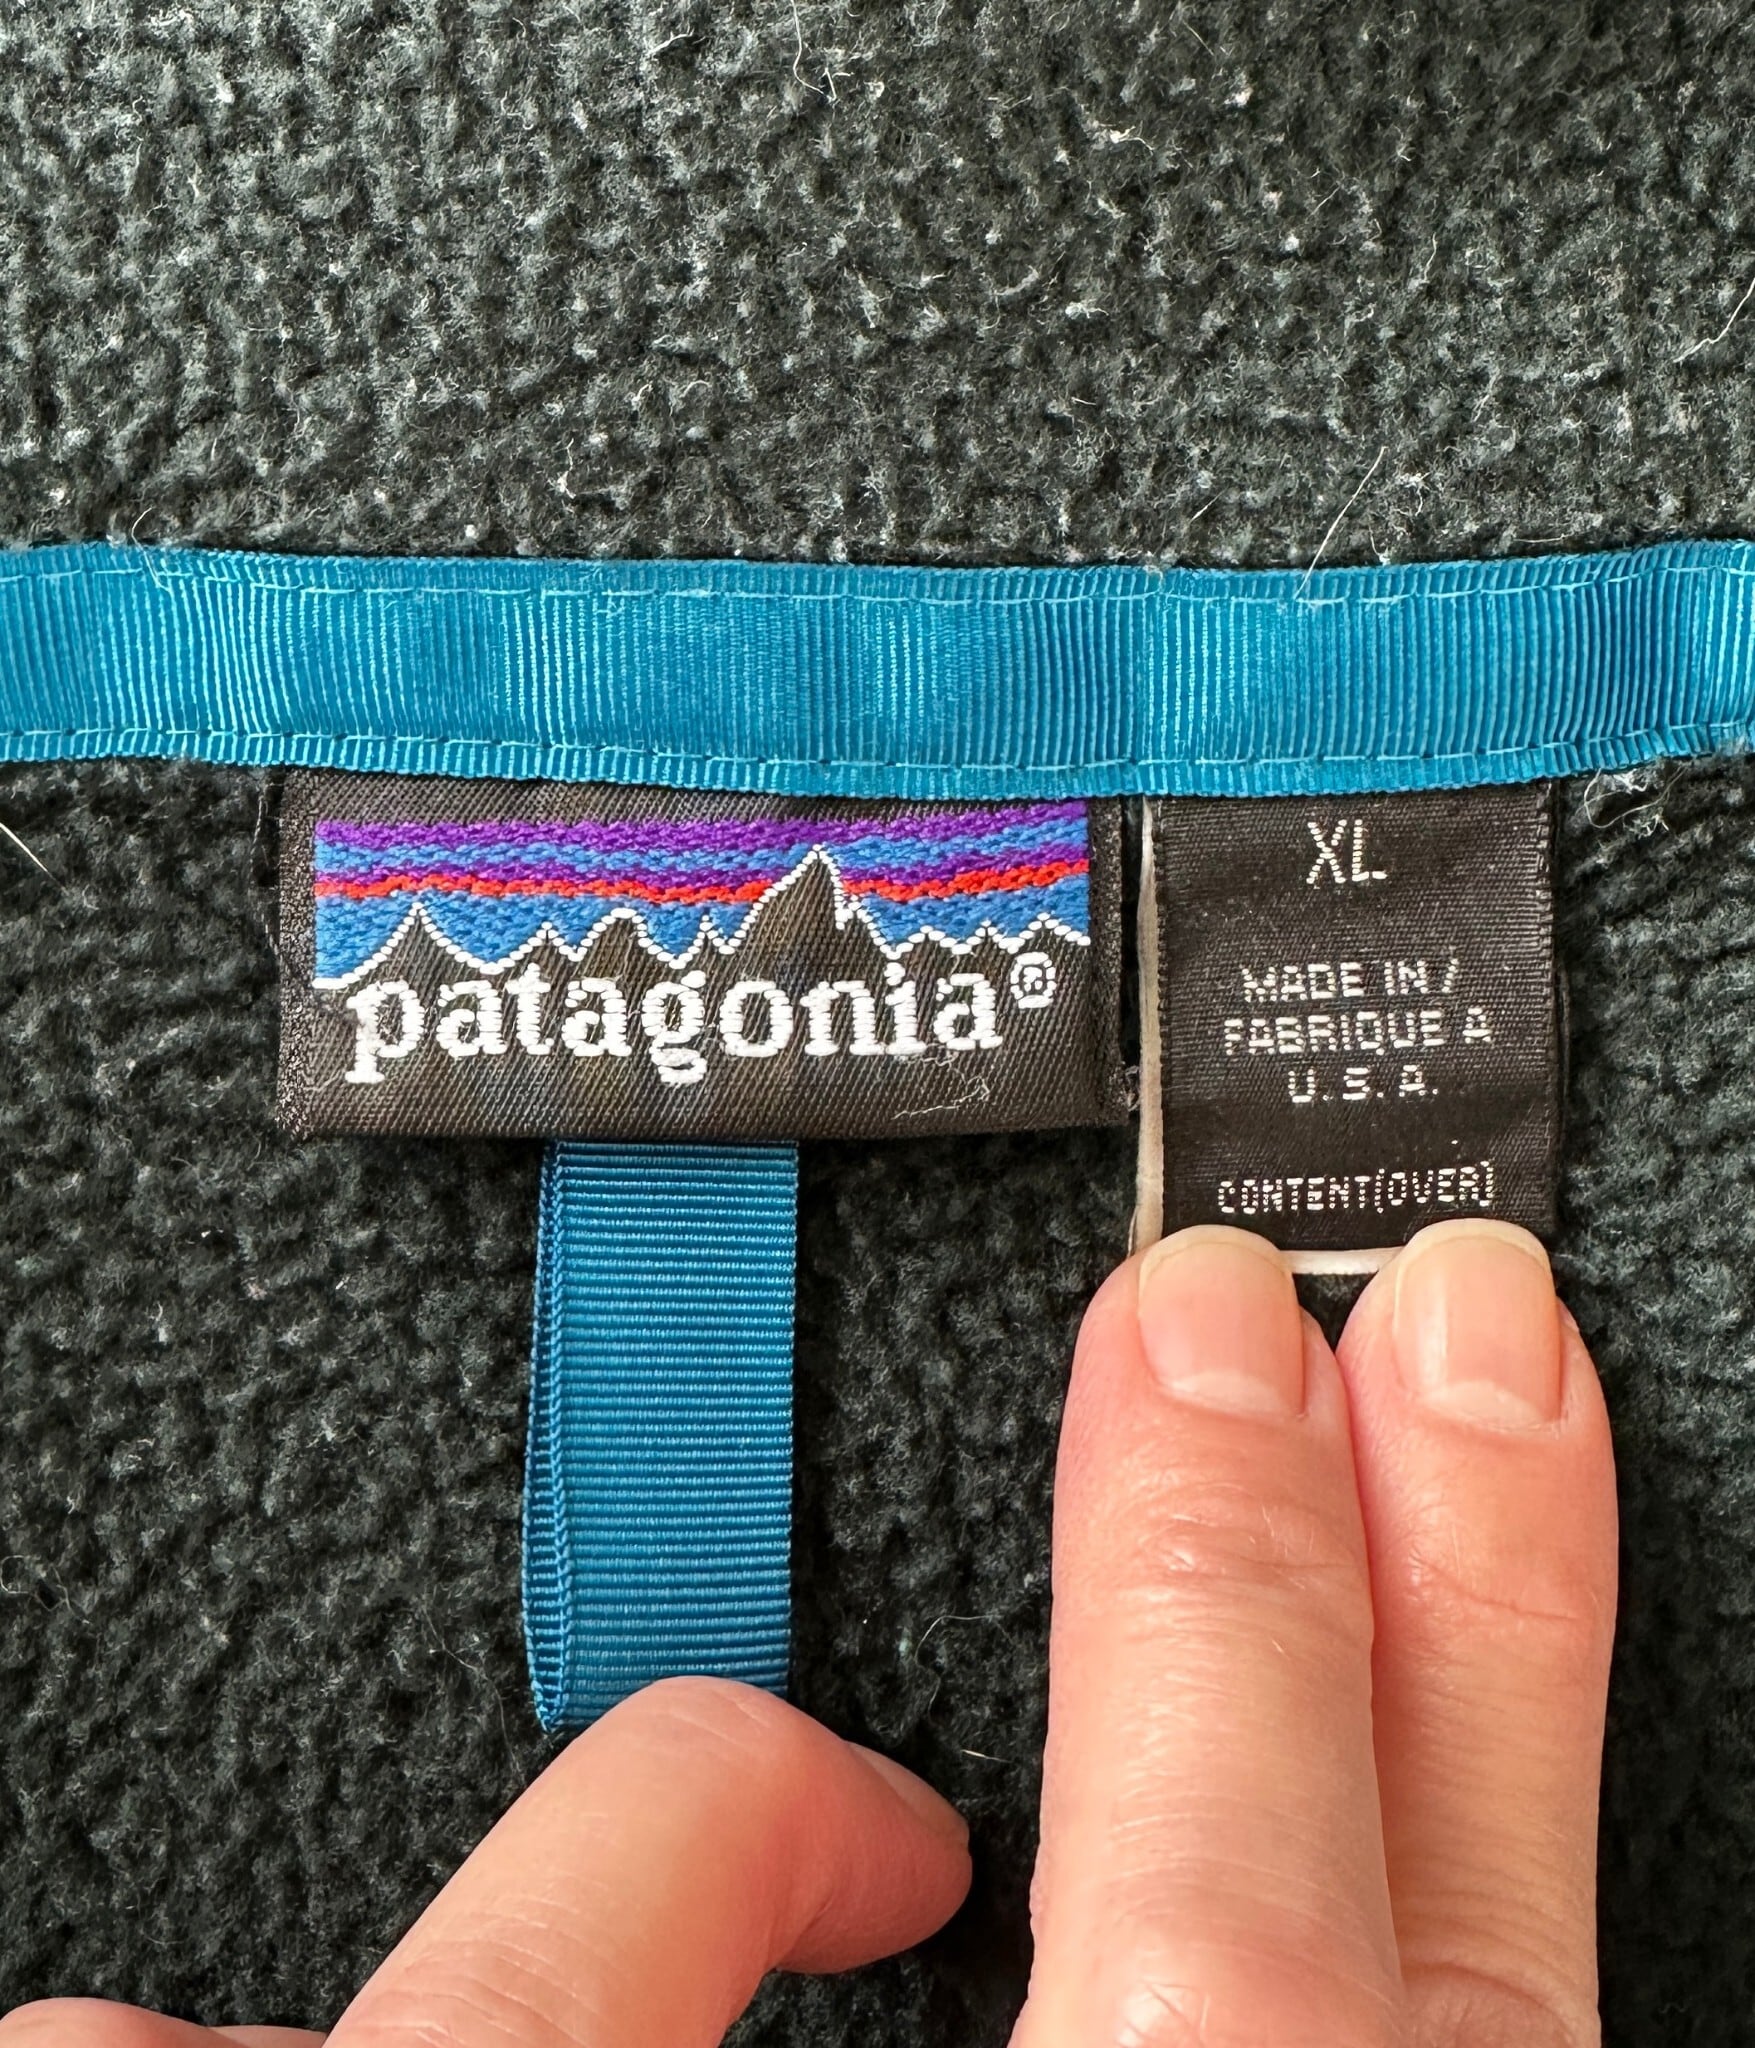 patagonia®
XL
MADE IN /
FABRIQUE A
U.S.A.
CONTENT(OVER)